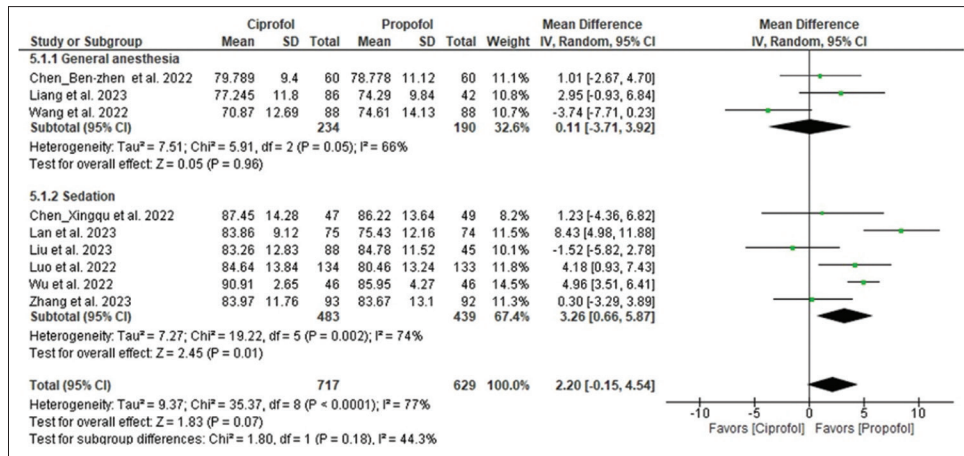 Ciprofol Propofol Mean Difference Mean Difference
Study or Subgroup Mean SD Total Mean SD Total Weight IV, Random, 95% CI IV, Random, 95% CI
5.1.1 General anesthesia
Chen_Ben-zhen et al. 2022 79.789 9.4 60 78.778 11.12 60 11.1% 1.01 [-2.67, 4.70]
Liang et al. 2023 77.245 11.8 86 74.29 9.84 42 10.8% 2.95 [-0.93, 6.84]
Wang et al. 2022 70.87 12.69 88 74.61 14.13 88 10.7% -3.74 [-7.71, 0.23]
Subtotal (95% CI) 234 190 32.6% 0.11 [-3.71, 3.92]
Heterogeneity: Tau² = 7.51; Chi² = 5.91, df = 2 (P = 0.05); I² = 66%
Test for overall effect: Z = 0.05 (P = 0.96)
5.1.2 Sedation
Chen_Xingqu et al. 2022 87.45 14.28 47 86.22 13.64 49 8.2% 1.23 [-4.36, 6.82]
Lan et al. 2023 83.86 9.12 75 75.43 12.16 74 11.5% 8.43 [4.98, 11.88]
Liu et al. 2023 83.26 12.83 88 84.78 11.52 45 10.1% -1.52 [-5.82, 2.78]
Luo et al. 2022 84.64 13.84 134 80.46 13.24 133 11.8% 4.18 [0.93, 7.43]
Wu et al. 2022 90.91 2.65 46 85.95 4.27 46 14.5% 4.96 [3.51, 6.41]
Zhang et al. 2023 83.97 11.76 93 83.67 13.1 92 11.3% 0.30 [-3.29, 3.89]
Subtotal (95% CI) 483 439 67.4% 3.26 [0.66, 5.87]
Heterogeneity: Tau² = 7.27; Chi² = 19.22, df = 5 (P = 0.002); I² = 74%
Test for overall effect: Z = 2.45 (P = 0.01)
Total (95% CI) 717 629 100.0% 2.20 [-0.15, 4.54]
Heterogeneity: Tau² = 9.37; Chi² = 35.37, df = 8 (P < 0.0001); I² = 77%
Test for overall effect: Z = 1.83 (P = 0.07)
Test for subgroup differences: Chi² = 1.80, df = 1 (P = 0.18), I² = 44.3%
-10 -5 0 5 10
Favors [Ciprofol] Favors [Propofol]